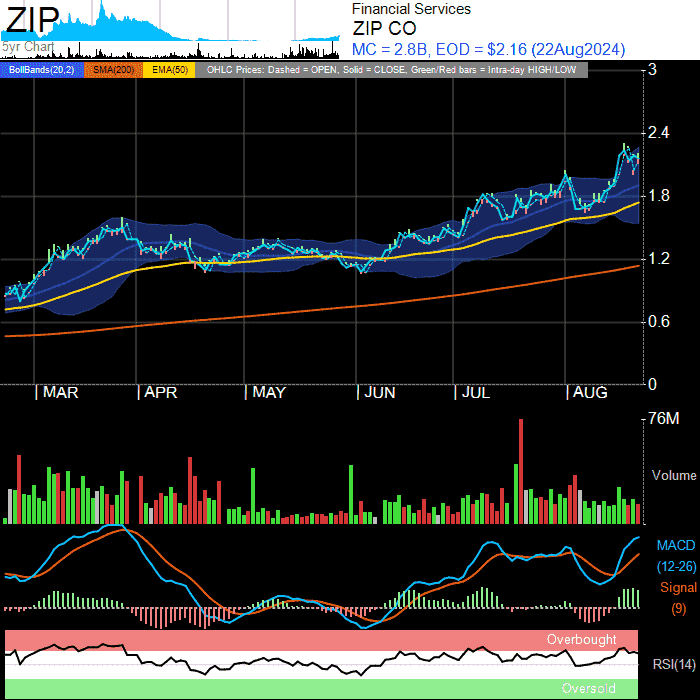 ZIP
5yr Chart
Financial Services
ZIP CO
MC = 2.8B, EOD = $2.16 (22Aug2024)
BollBands(20,2) SMA(200) EMA(50) OHLC Prices: Dashed = OPEN, Solid = CLOSE, Green/Red bars = Intra-day HIGH/LOW
3
2.4
1.8
1.2
0.6
0
| MAR | APR | MAY | JUN | JUL | AUG
76M
Volume
MACD
(12-26)
Signal
(9)
Overbought
RSI(14)
Oversold